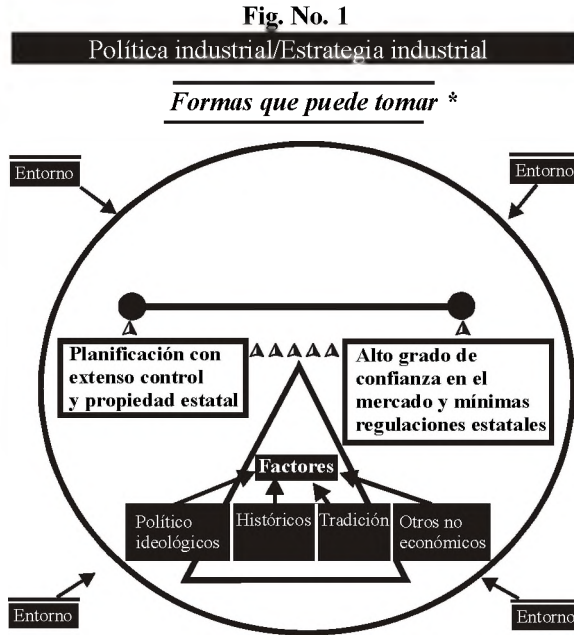 Fig. No. 1
Política industrial/Estrategia industrial
Formas que puede tomar *
Entorno
Entorno
Planificación con
extenso control
y propiedad estatal
Alto grado de
confianza en el
mercado y mínimas
regulaciones estatales
Factores
Político
ideológicos
Históricos
Tradición
Otros no
económicos
Entorno
Entorno